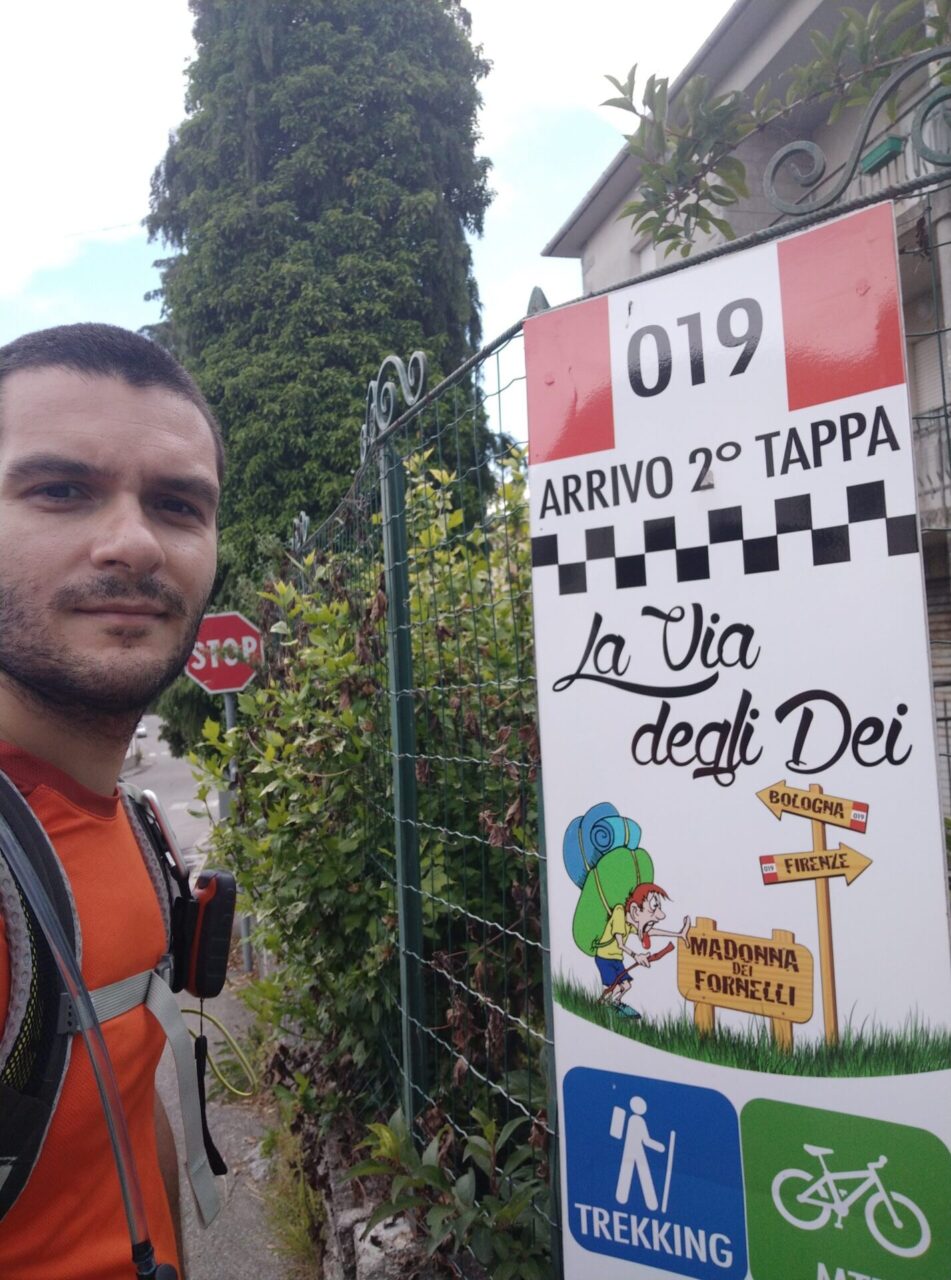 STOP
019
ARRIVO 2° TAPPA
La Via
degli Dei
BOLOGNA 019
019 FIRENZE
MADONNA
DEI
FORNELLI
TREKKING